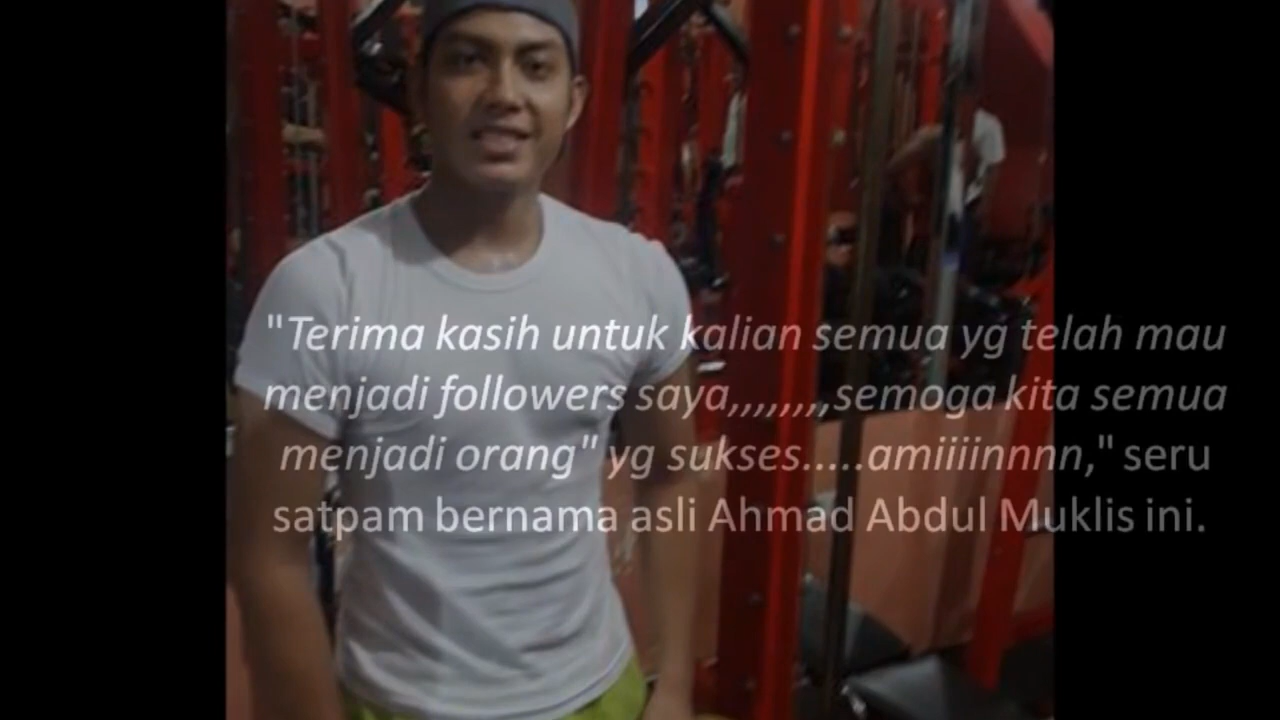 "Terima kasih untuk kalian semua yg telah mau
menjadi followers saya,,,,,,,,semoga kita semua
menjadi orang" yg sukses.....amiiiinnnn," seru
satpam bernama asli Ahmad Abdul Muklis ini.